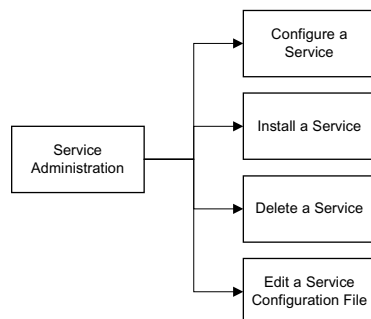 Configure a
Service
Install a Service
Service
Administration
Delete a Service
Edit a Service
Configuration File